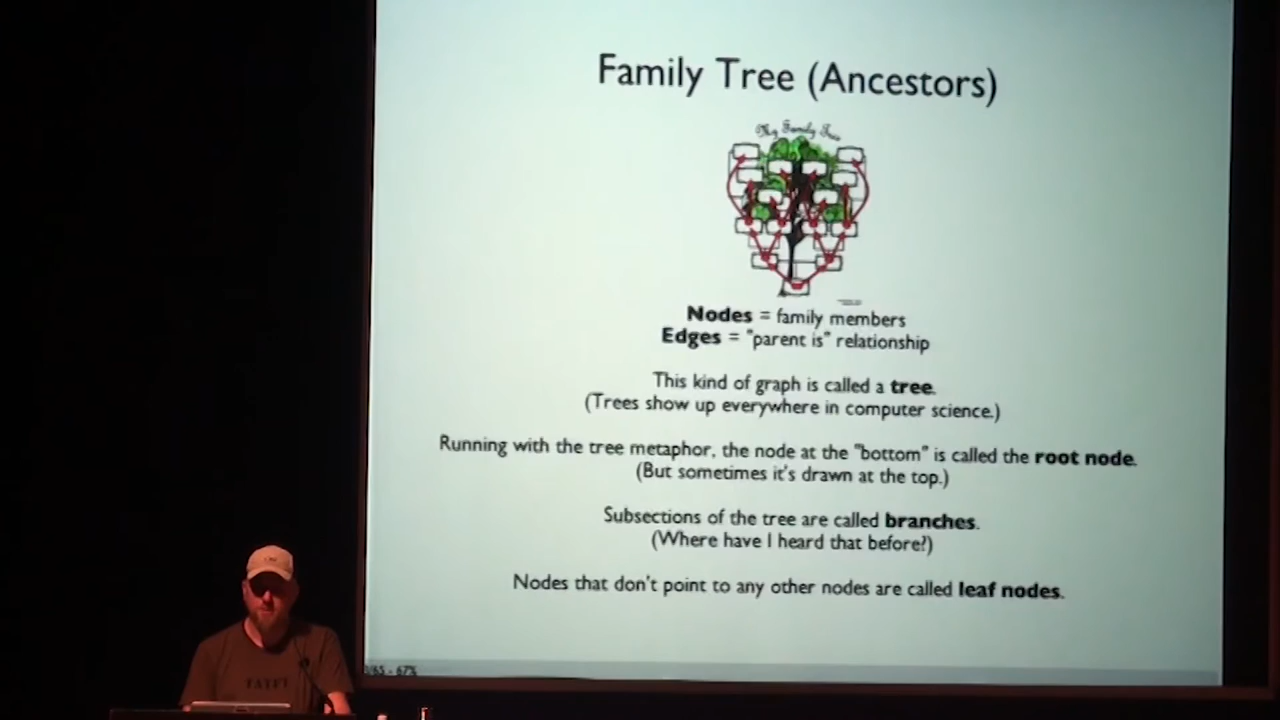 Family Tree (Ancestors)
My Family Tree
Nodes = family members
Edges = "parent is" relationship
This kind of graph is called a tree.
(Trees show up everywhere in computer science.)
Running with the tree metaphor, the node at the "bottom" is called the root node.
(But sometimes it's drawn at the top.)
Subsections of the tree are called branches.
(Where have I heard that before?)
Nodes that don't point to any other nodes are called leaf nodes.